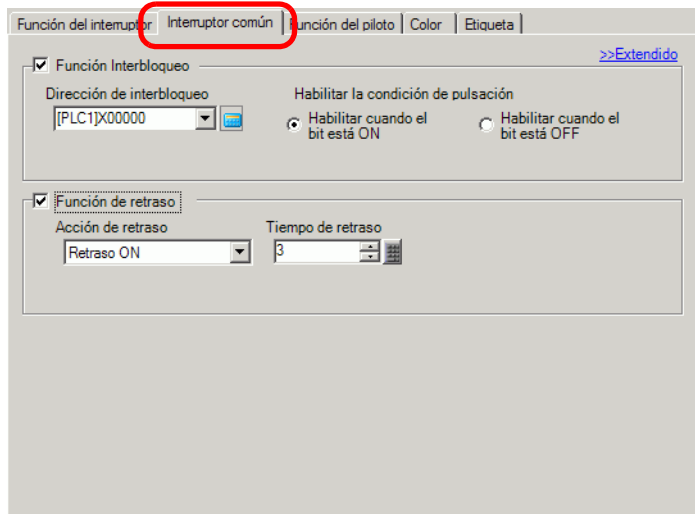 Función del interruptor Interruptor común Función del piloto Color Etiqueta
>>Extendido
Función Interbloqueo
Dirección de interbloqueo Habilitar la condición de pulsación
[PLC1]X00000 Habilitar cuando el bit está ON Habilitar cuando el bit está OFF
Función de retraso
Acción de retraso Tiempo de retraso
Retraso ON 3